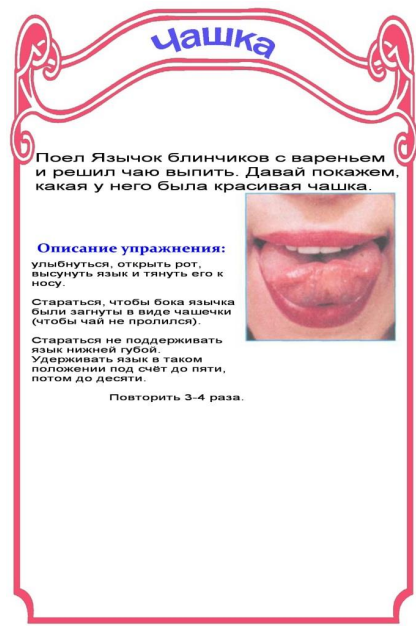 Чашка
Поел Язычок блинчиков с вареньем
и решил чаю выпить. Давай покажем,
какая у него была красивая чашка.
Описание упражнения:
улыбнуться, открыть рот,
высунуть язык и тянуть его к
носу.
Стараться, чтобы бока язычка
были загнуты в виде чашечки
(чтобы чай не пролился).
Стараться не поддерживать
язык нижней губой.
Удерживать язык в таком
положении под счёт до пяти,
потом до десяти.
Повторить 3-4 раза.